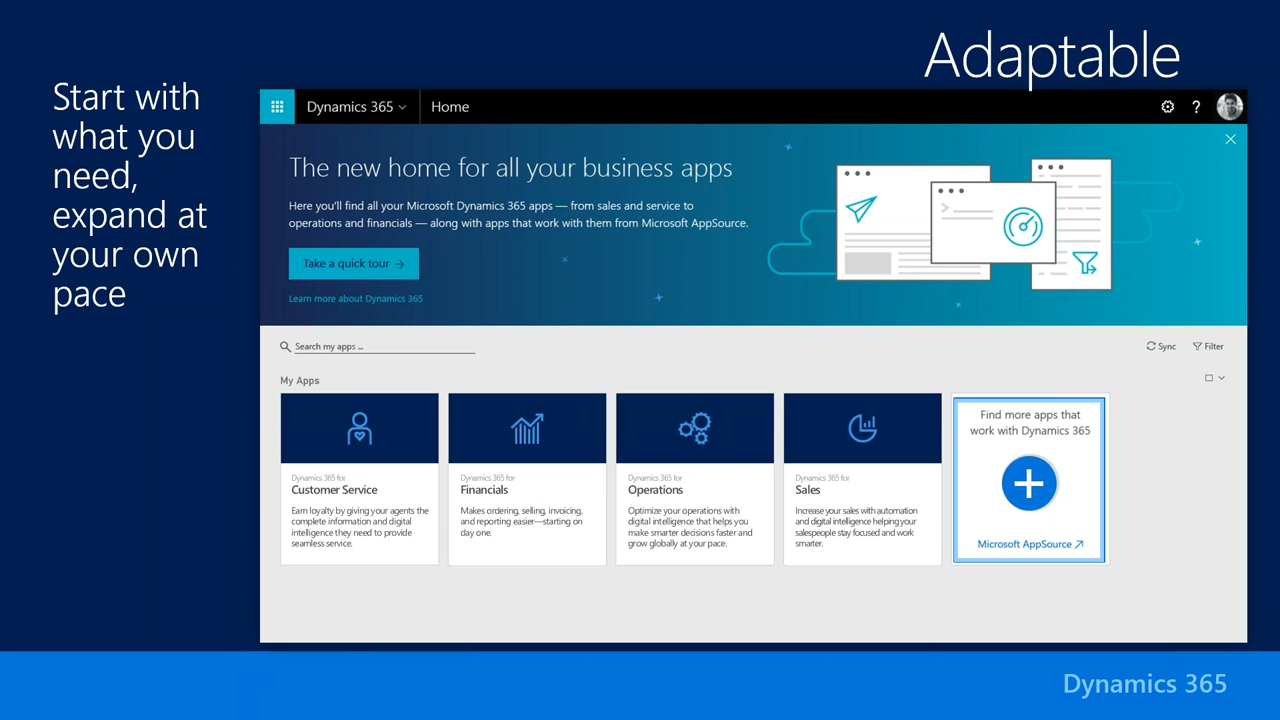 Adaptable
Start with
what you
need,
expand at
your own
pace
Dynamics 365
Home
?
The new home for all your business apps
Here you'll find all your Microsoft Dynamics 365 apps — from sales and service to
operations and financials — along with apps that work with them from Microsoft AppSource.
Take a quick tour →
Learn more about Dynamics 365
Search my apps ...
Sync
Filter
My Apps
Dynamics 365 for
Customer Service
Earn loyalty by giving your agents the
complete information and digital
intelligence they need to provide
seamless service.
Dynamics 365 for
Financials
Makes ordering, selling, invoicing,
and reporting easier—starting on
day one.
Dynamics 365 for
Operations
Optimize your operations with
digital intelligence that helps you
make smarter decisions faster and
grow globally at your pace.
Dynamics 365 for
Sales
Increase your sales with automation
and digital intelligence helping your
salespeople stay focused and work
smarter.
Find more apps that
work with Dynamics 365
Microsoft AppSource
Dynamics 365